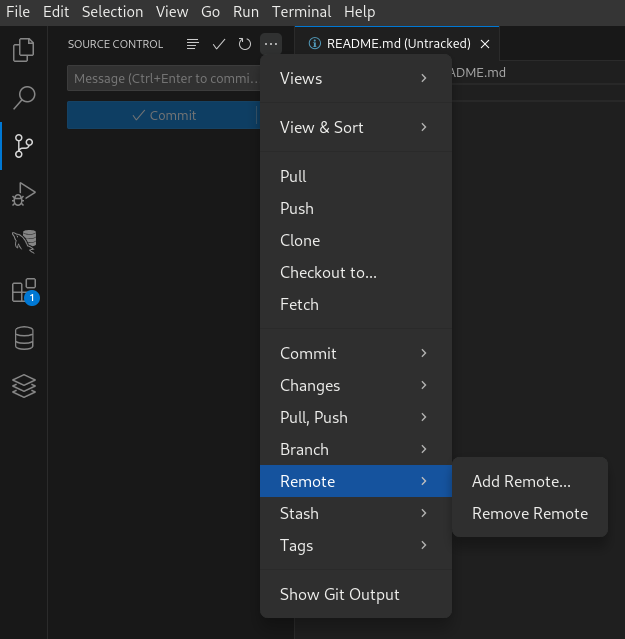 File Edit Selection View Go Run Terminal Help
SOURCE CONTROL
README.md (Untracked)
Message (Ctrl+Enter to commi…
DME.md
Commit
1
Views
View & Sort
Pull
Push
Clone
Checkout to...
Fetch
Commit
Changes
Pull, Push
Branch
Remote
Add Remote...
Remove Remote
Stash
Tags
Show Git Output